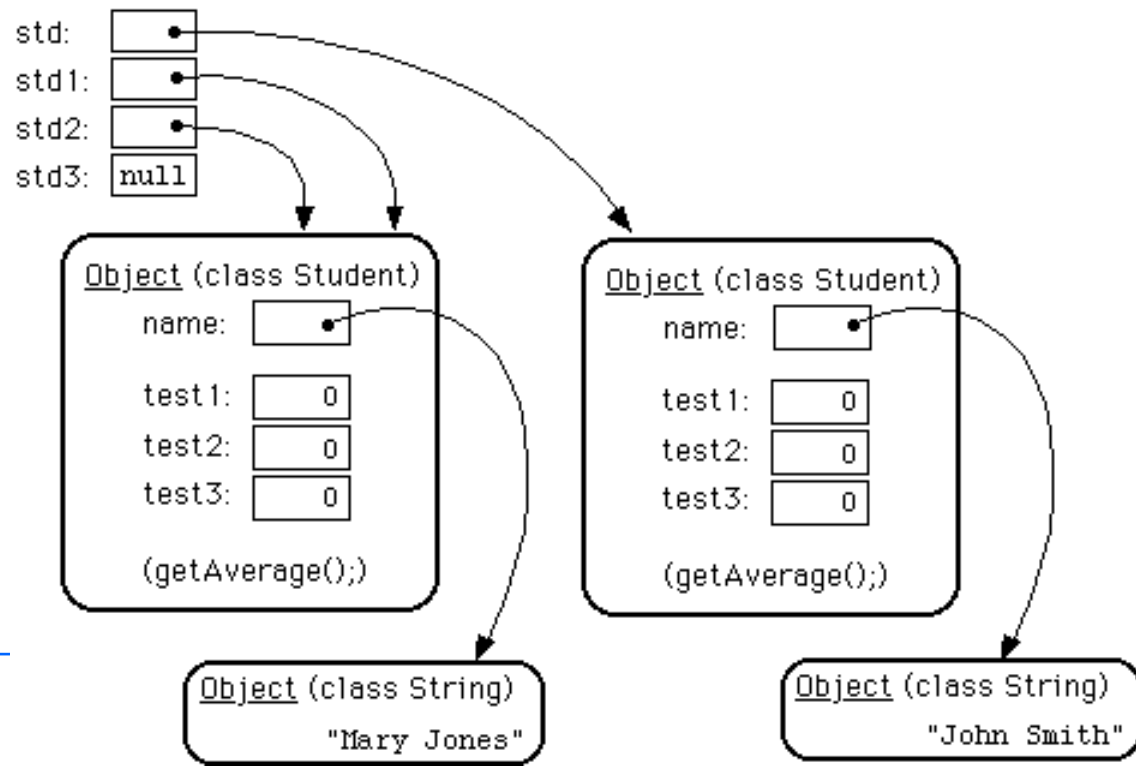 std:
std1:
std2:
std3: null
Object (class Student)
name:
test1: 0
test2: 0
test3: 0
(getAverage();)
Object (class String)
"Mary Jones"
Object (class Student)
name:
test1: 0
test2: 0
test3: 0
(getAverage();)
Object (class String)
"John Smith"